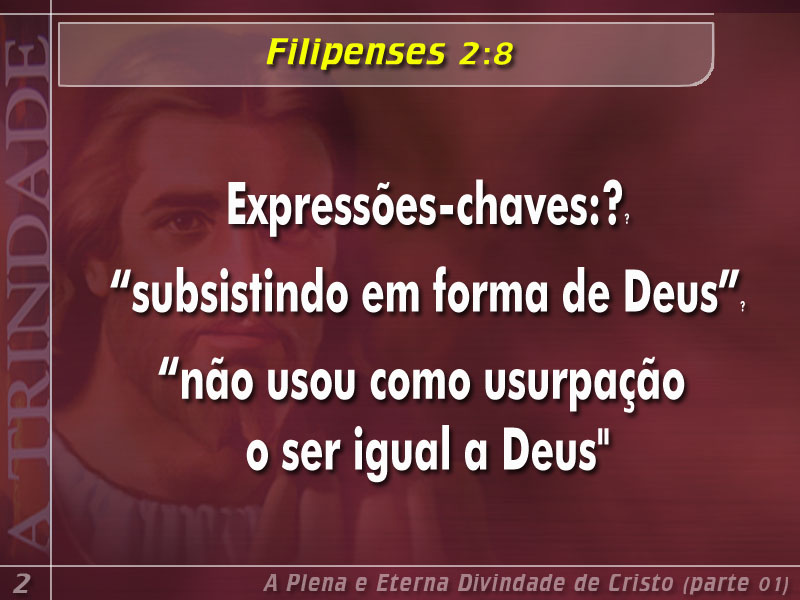 Filipenses 2:8
A TRINDADE
Expressões-chaves:??
“subsistindo em forma de Deus”?
“não usou como usurpação
o ser igual a Deus"
2
A Plena e Eterna Divindade de Cristo (parte 01)